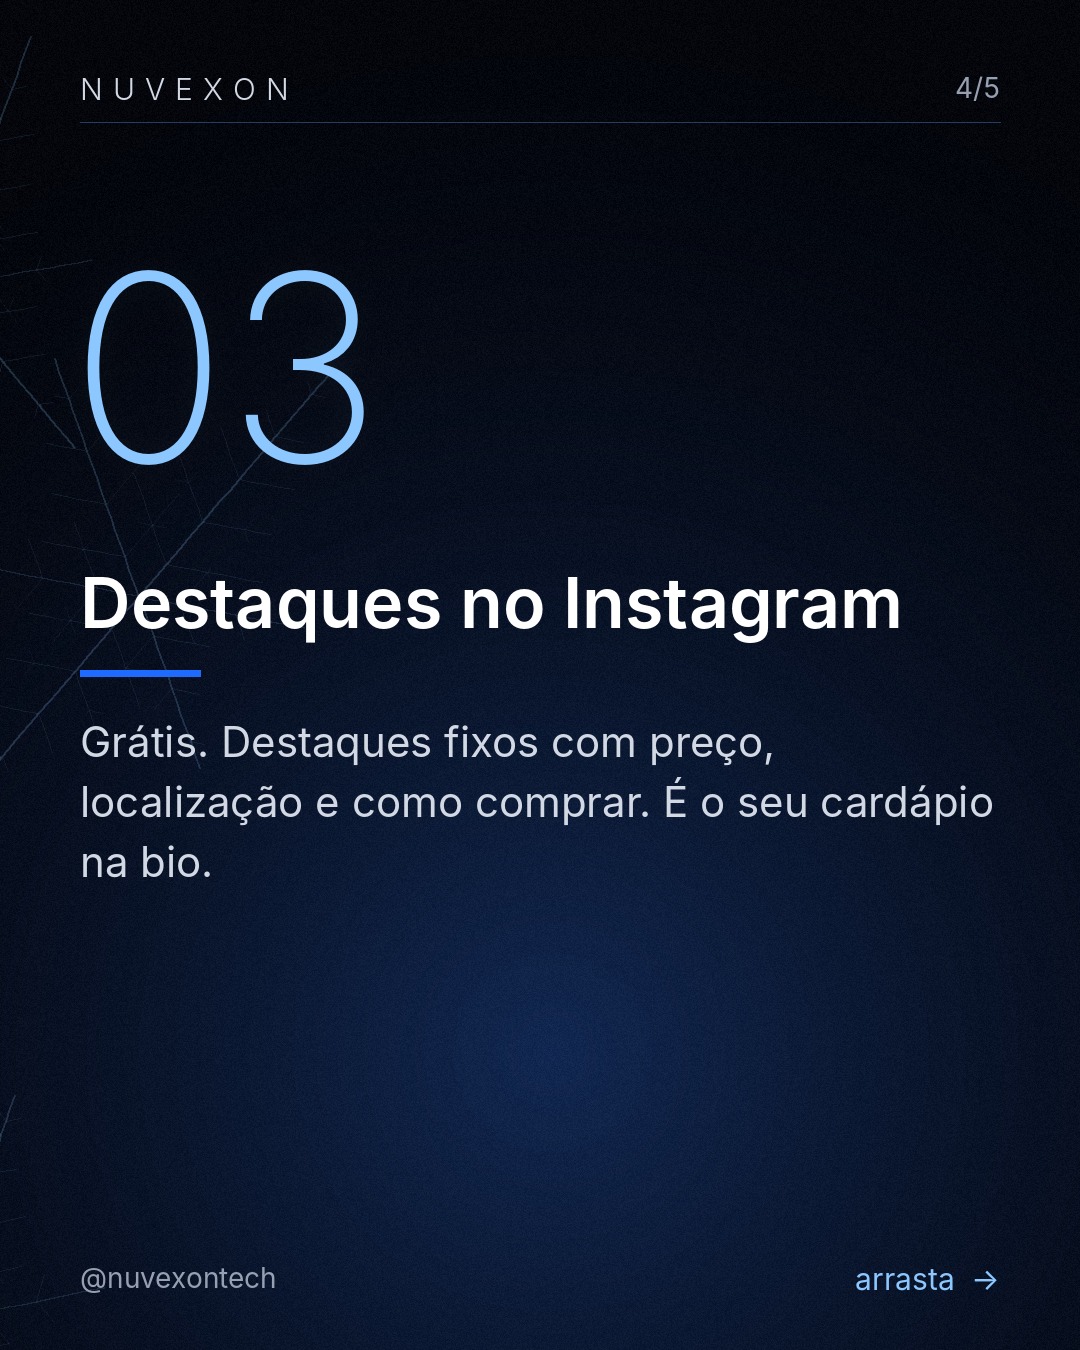 NUVEXON
4/5
03
Destaques no Instagram
Grátis. Destaques fixos com preço,
localização e como comprar. É o seu cardápio
na bio.
@nuvexontech
arrasta →